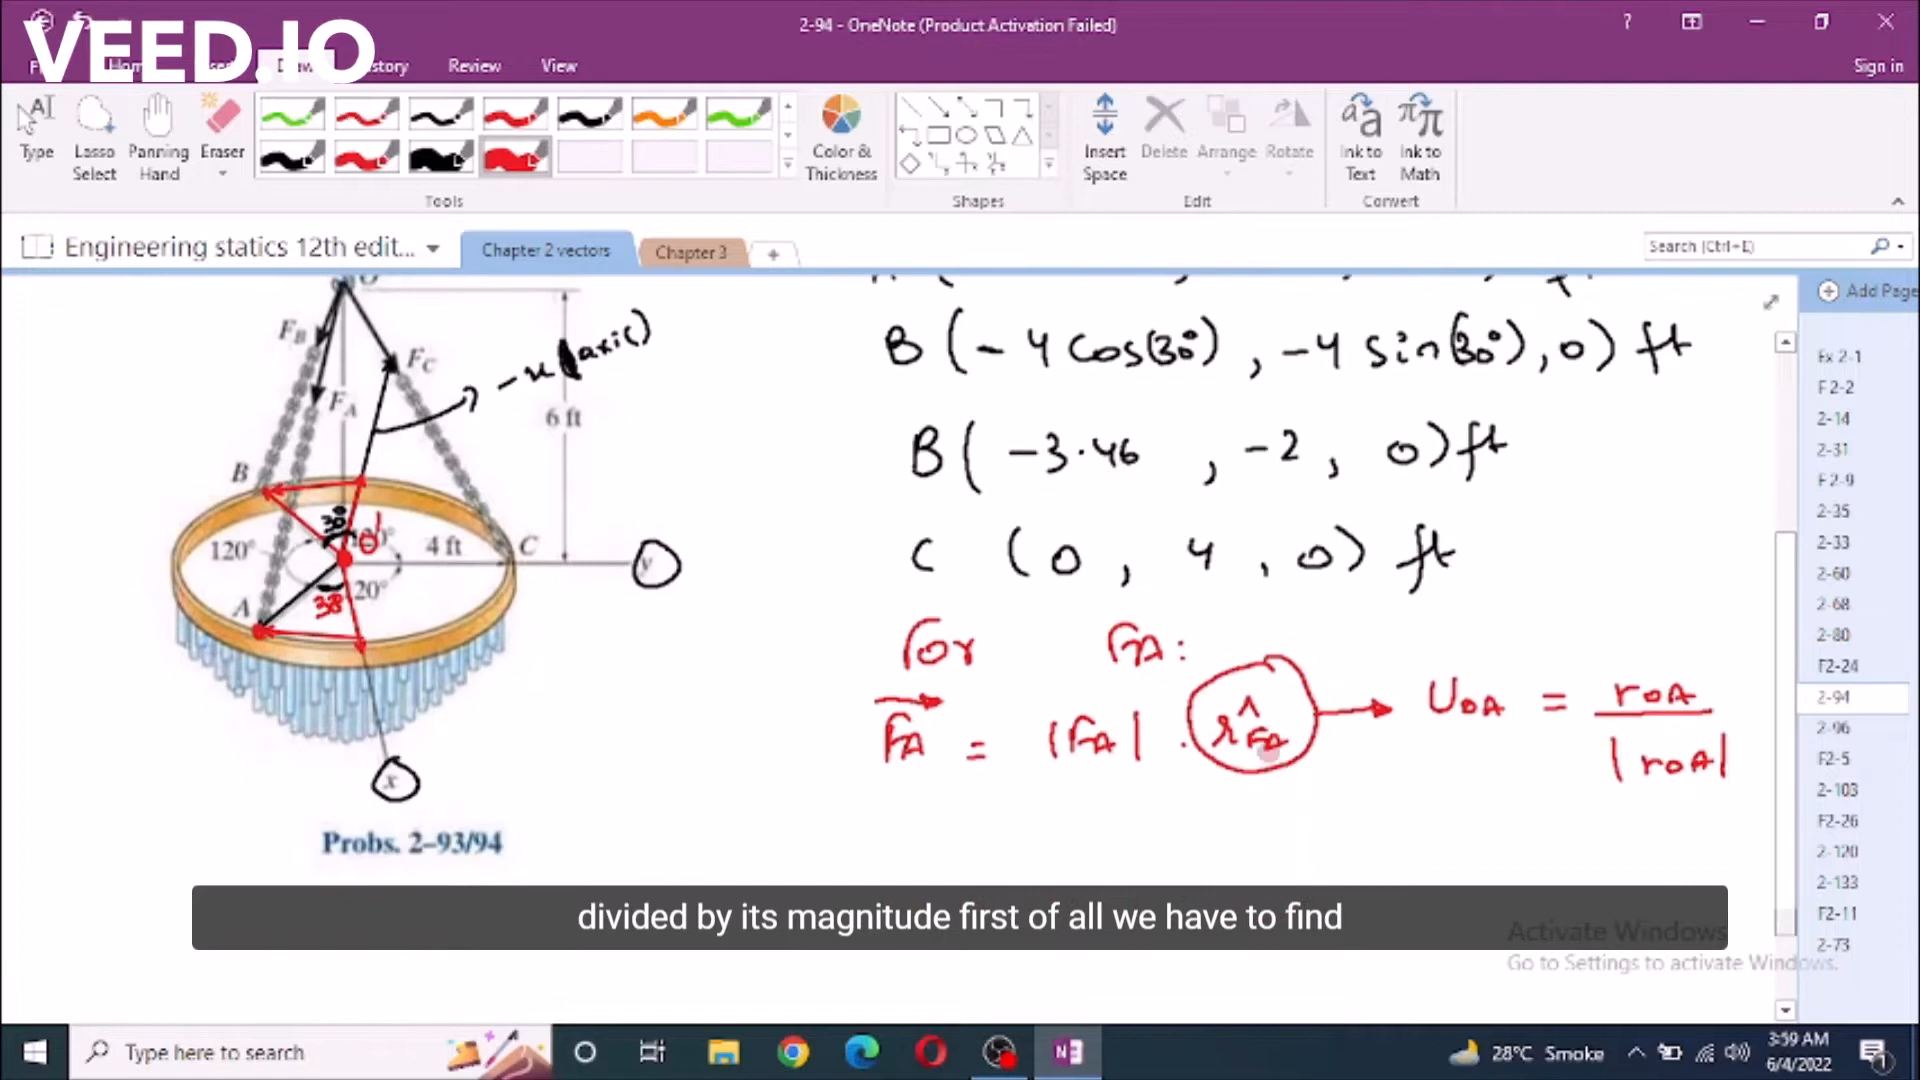 VEED.IO
2-94 - OneNote (Product Activation Failed)
?
Review
View
Sign in
Type
Lasso
Select
Panning
Hand
Eraser
Color &
Thickness
Insert
Space
Delete
Arrange
Rotate
Ink to
Text
Ink to
Math
Tools
Shapes
Edit
Convert
Engineering statics 12th edit...
Chapter 2 vectors
Chapter 3
Search (Ctrl+E)
Add Page
Ex 2-1
F 2-2
2-14
2-31
F 2-9
2-35
2-33
2-60
2-68
2-80
F2-24
2-94
2-96
F2-5
2-103
F2-26
2-120
2-133
F2-11
2-73
FB
FC
FA
-x axis)
6 ft
B
30°
O'
120°
4 ft
C
y
A
30
20°
x
Probs. 2–93/94
B (-4 cos(30°), -4 sin(30°), 0) ft
B( -3.46 , -2 , 0) ft
C (0 , 4 , 0) ft
For FA:
FA = |FA| . r̂FA → UOA = rOA / |rOA|
divided by its magnitude first of all we have to find
Activate Windows
Go to Settings to activate Windows.
Type here to search
28°C Smoke
3:59 AM
6/4/2022
1